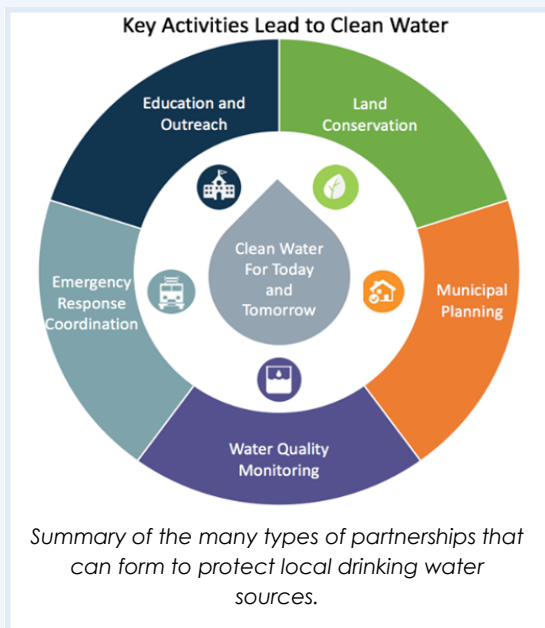 Key Activities Lead to Clean Water
Education and
Outreach
Land
Conservation
Emergency
Response
Coordination
Clean Water
For Today
and
Tomorrow
Municipal
Planning
Water Quality
Monitoring
Summary of the many types of partnerships that
can form to protect local drinking water
sources.